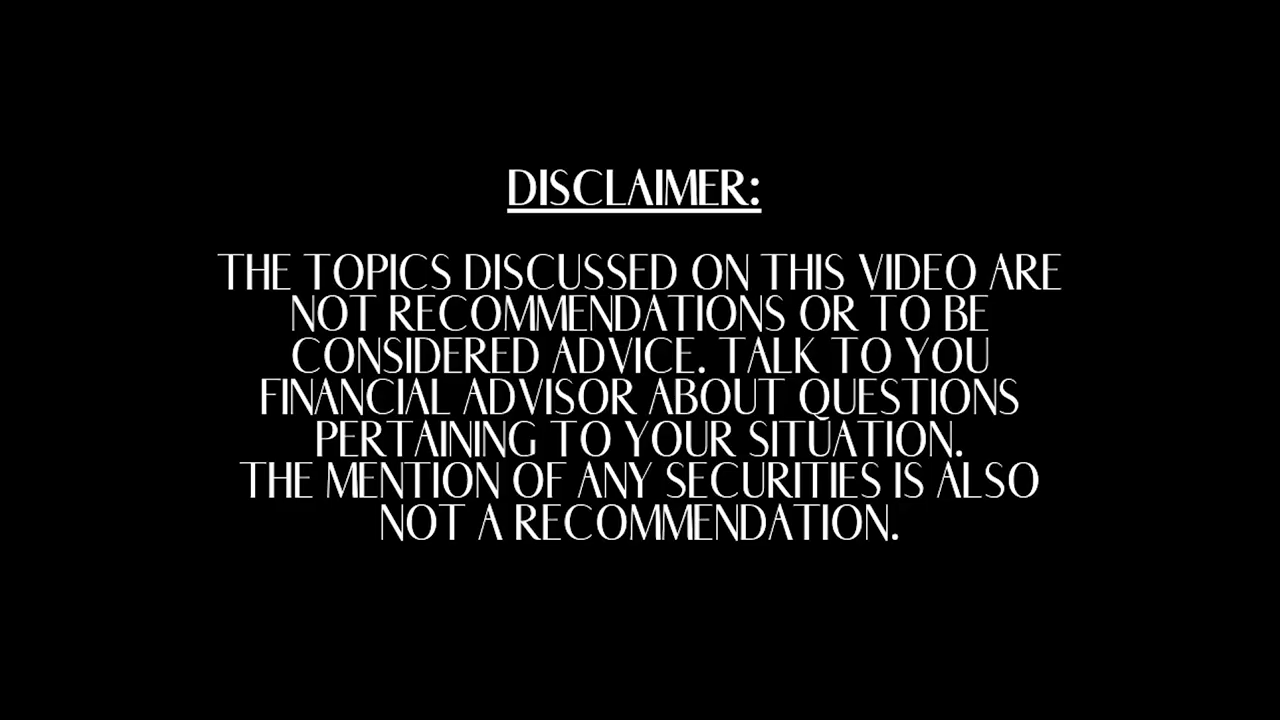 DISCLAIMER:
THE TOPICS DISCUSSED ON THIS VIDEO ARE
NOT RECOMMENDATIONS OR TO BE
CONSIDERED ADVICE. TALK TO YOU
FINANCIAL ADVISOR ABOUT QUESTIONS
PERTAINING TO YOUR SITUATION.
THE MENTION OF ANY SECURITIES IS ALSO
NOT A RECOMMENDATION.